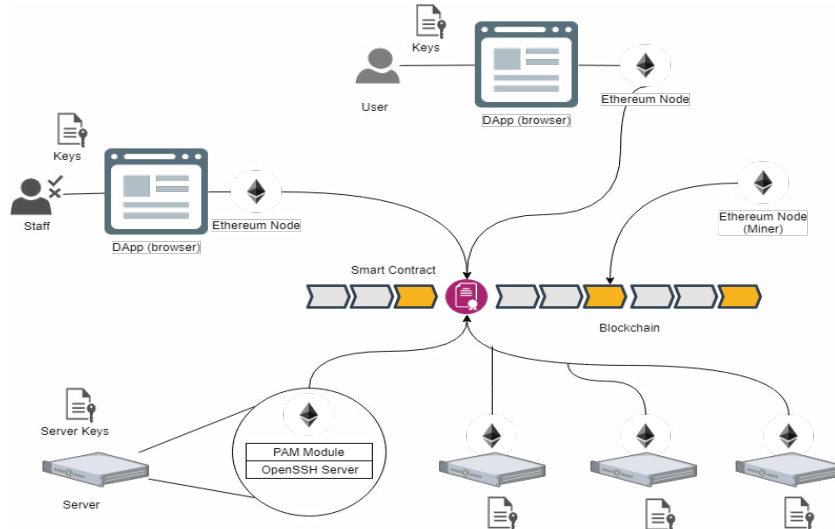 Keys
User
DApp (browser)
Ethereum Node
Keys
Staff
DApp (browser)
Ethereum Node
Ethereum Node
(Miner)
Smart Contract
Blockchain
Server Keys
PAM Module
OpenSSH Server
Server